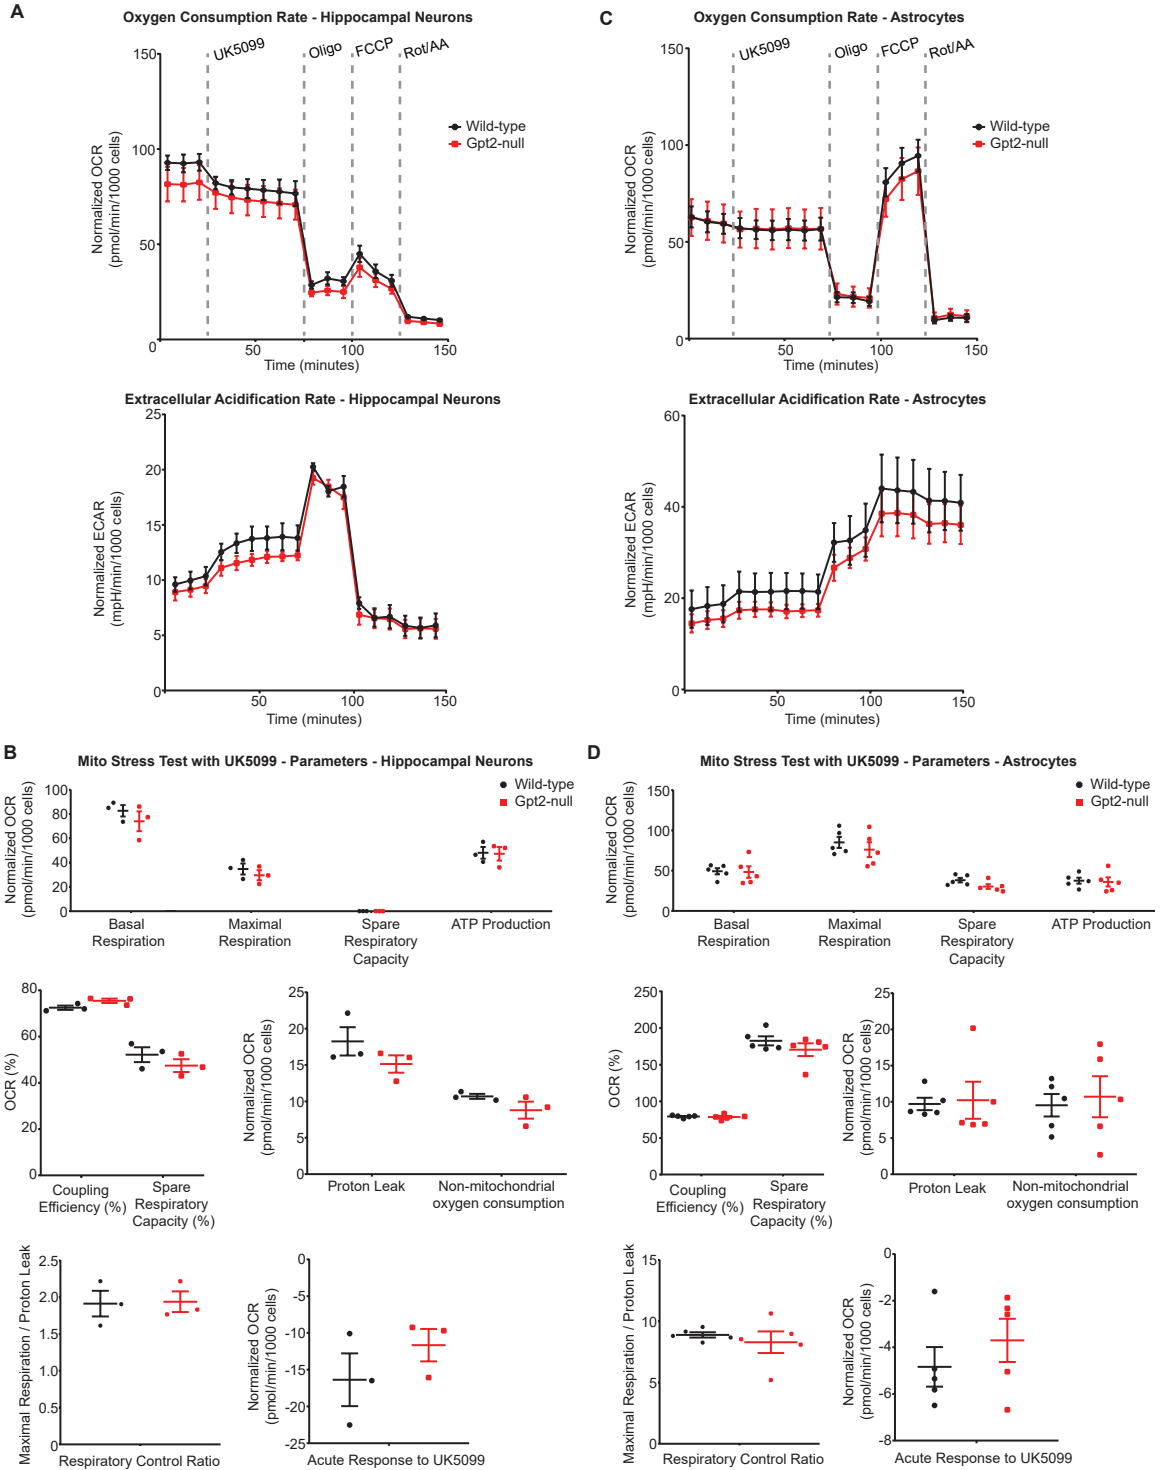 A
Oxygen Consumption Rate - Hippocampal Neurons
UK5099
Oligo
FCCP
Rot/AA
Normalized OCR
(pmol/min/1000 cells)
150
100
50
0
50
100
150
Time (minutes)
Wild-type
Gpt2-null
Extracellular Acidification Rate - Hippocampal Neurons
Normalized ECAR
(mpH/min/1000 cells)
25
20
15
10
5
0
50
100
150
Time (minutes)
C
Oxygen Consumption Rate - Astrocytes
UK5099
Oligo
FCCP
Rot/AA
Normalized OCR
(pmol/min/1000 cells)
150
100
50
0
50
100
150
Time (minutes)
Wild-type
Gpt2-null
Extracellular Acidification Rate - Astrocytes
Normalized ECAR
(mpH/min/1000 cells)
60
40
20
0
50
100
150
Time (minutes)
B
Mito Stress Test with UK5099 - Parameters - Hippocampal Neurons
Wild-type
Gpt2-null
Normalized OCR
(pmol/min/1000 cells)
100
80
60
40
20
0
Basal
Respiration
Maximal
Respiration
Spare
Respiratory
Capacity
ATP Production
OCR (%)
80
60
40
20
0
Coupling
Efficiency (%)
Spare
Respiratory
Capacity (%)
Normalized OCR
(pmol/min/1000 cells)
25
20
15
10
5
0
Proton Leak
Non-mitochondrial
oxygen consumption
Maximal Respiration / Proton Leak
2.5
2.0
1.5
1.0
0.5
0
Respiratory Control Ratio
Normalized OCR
(pmol/min/1000 cells)
0
-5
-10
-15
-20
-25
Acute Response to UK5099
D
Mito Stress Test with UK5099 - Parameters - Astrocytes
Wild-type
Gpt2-null
Normalized OCR
(pmol/min/1000 cells)
150
100
50
0
Basal
Respiration
Maximal
Respiration
Spare
Respiratory
Capacity
ATP Production
OCR (%)
250
200
150
100
50
0
Coupling
Efficiency (%)
Spare
Respiratory
Capacity (%)
Normalized OCR
(pmol/min/1000 cells)
25
20
15
10
5
0
Proton Leak
Non-mitochondrial
oxygen consumption
Maximal Respiration / Proton Leak
15
10
5
0
Respiratory Control Ratio
Normalized OCR
(pmol/min/1000 cells)
0
-2
-4
-6
-8
Acute Response to UK5099